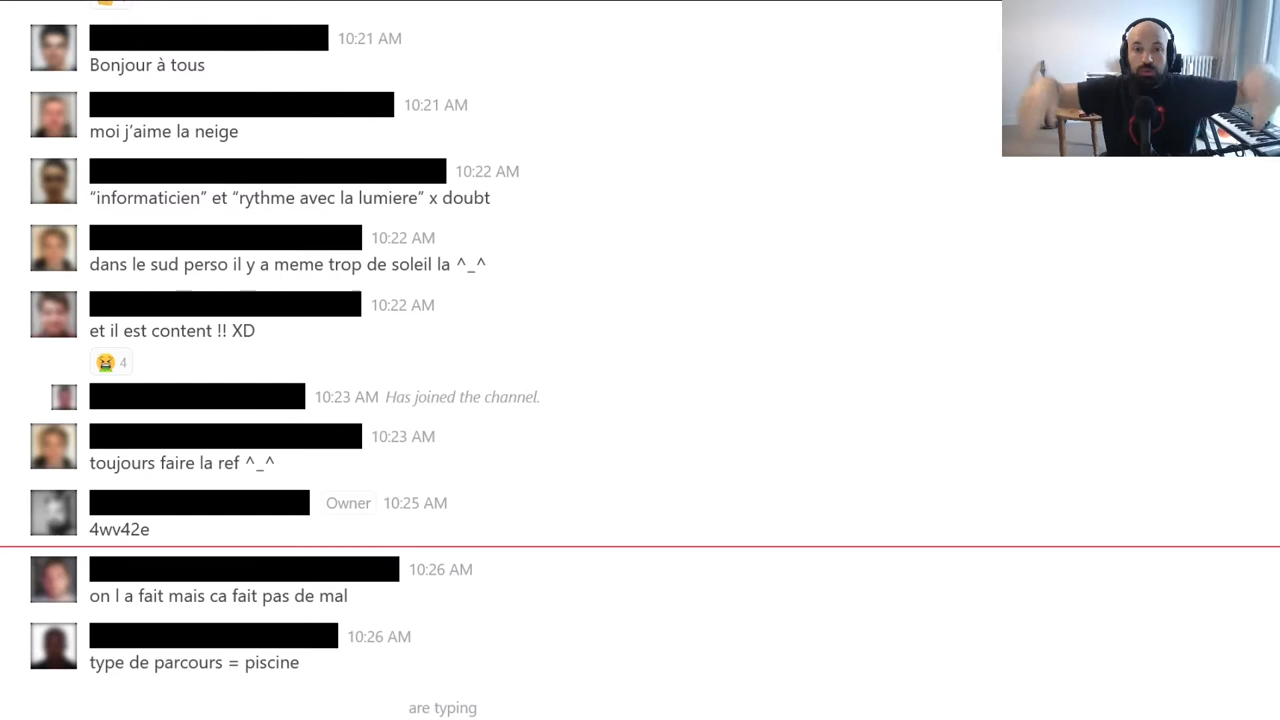 10:21 AM
Bonjour à tous
10:21 AM
moi j’aime la neige
10:22 AM
“informaticien” et “rythme avec la lumiere” x doubt
10:22 AM
dans le sud perso il y a meme trop de soleil la ^_^
10:22 AM
et il est content !! XD
4
10:23 AM Has joined the channel.
10:23 AM
toujours faire la ref ^_^
Owner 10:25 AM
4wv42e
10:26 AM
on l a fait mais ca fait pas de mal
10:26 AM
type de parcours = piscine
are typing